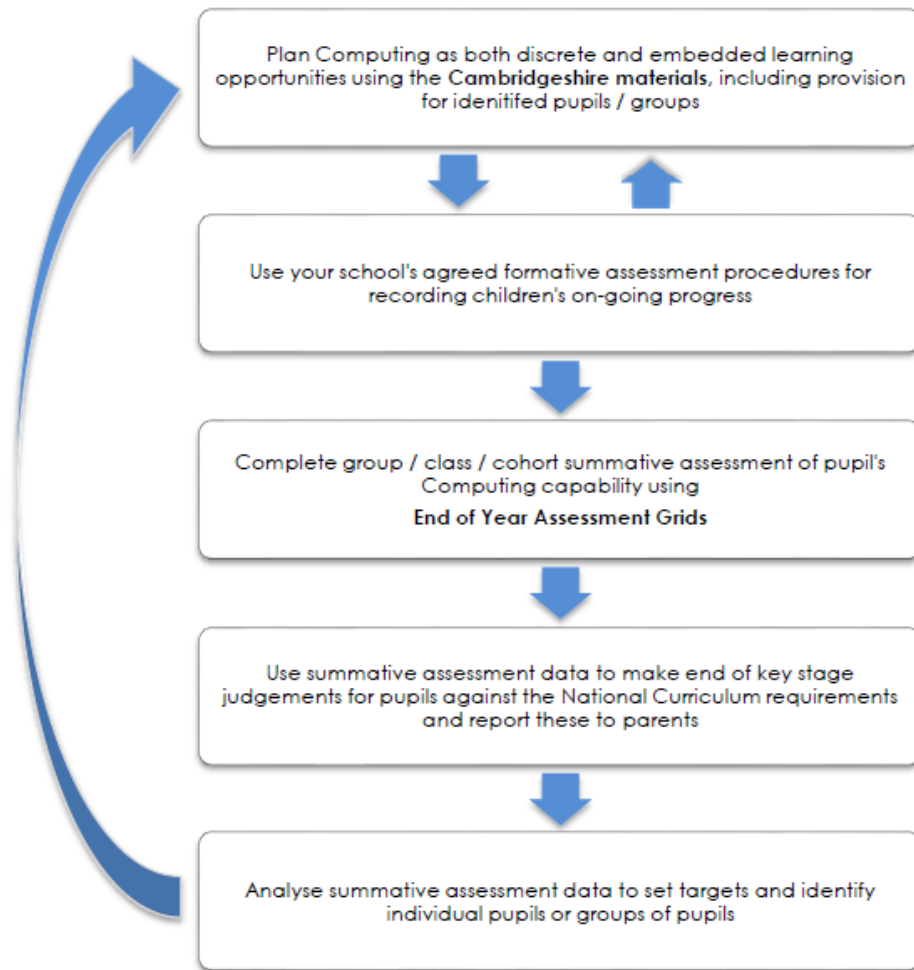 Plan Computing as both discrete and embedded learning
opportunities using the Cambridgeshire materials, including provision
for idenitifed pupils / groups
Use your school's agreed formative assessment procedures for
recording children's on-going progress
Complete group / class / cohort summative assessment of pupil's
Computing capability using
End of Year Assessment Grids
Use summative assessment data to make end of key stage
judgements for pupils against the National Curriculum requirements
and report these to parents
Analyse summative assessment data to set targets and identify
individual pupils or groups of pupils